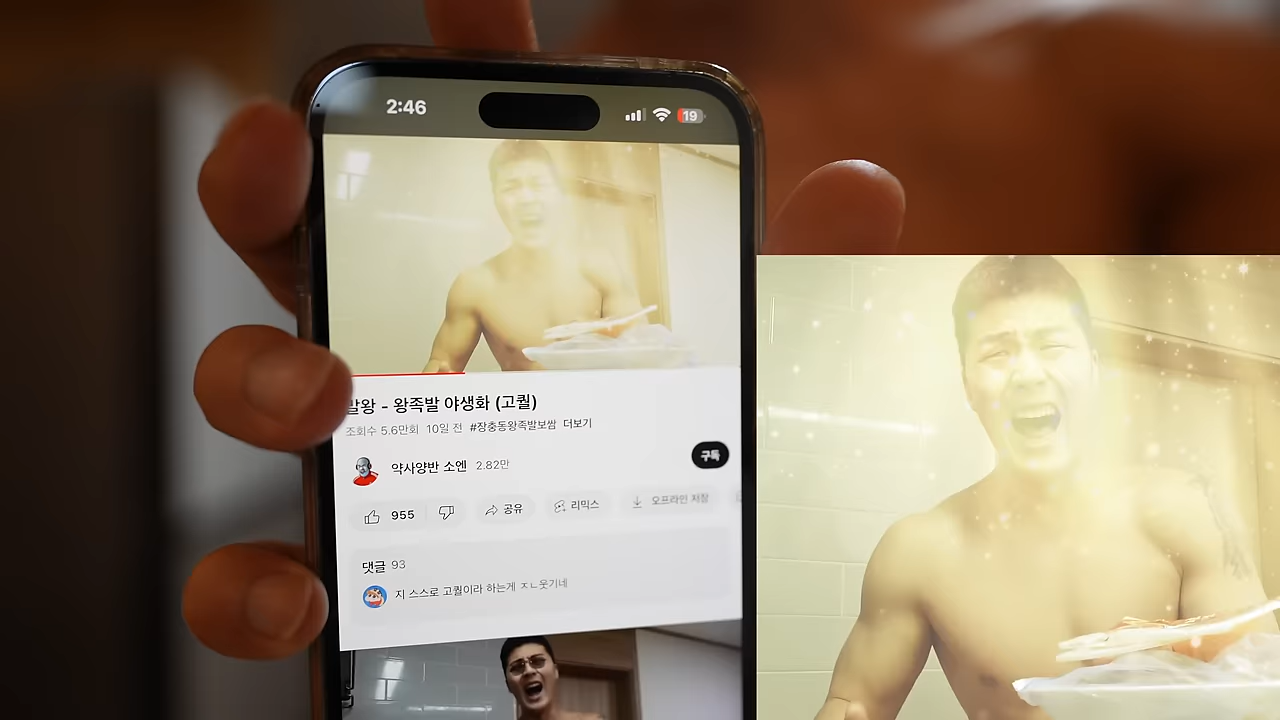 2:46
19
발왕 - 왕족발 야생화 (고퀄)
조회수 5.6만회 10일 전 #장충동왕족발보쌈 더보기
약사양반 소엔 2.82만
구독
955 공유 리믹스 오프라인 저장
댓글 93
지 스스로 고퀄이라 하는게 ㅈㄴ웃기네